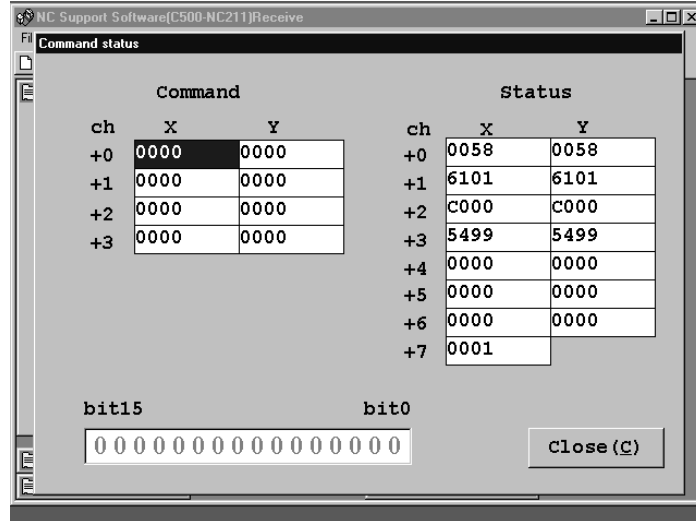 NC Support Software[C500-NC211]Receive
Fil
Command status
Command
Status
ch X Y
ch X Y
+0 0000 0000
+0 0058 0058
+1 0000 0000
+1 6101 6101
+2 0000 0000
+2 C000 C000
+3 0000 0000
+3 5499 5499
+4 0000 0000
+5 0000 0000
+6 0000 0000
+7 0001
bit15 bit0
0000000000000000
Close(C)